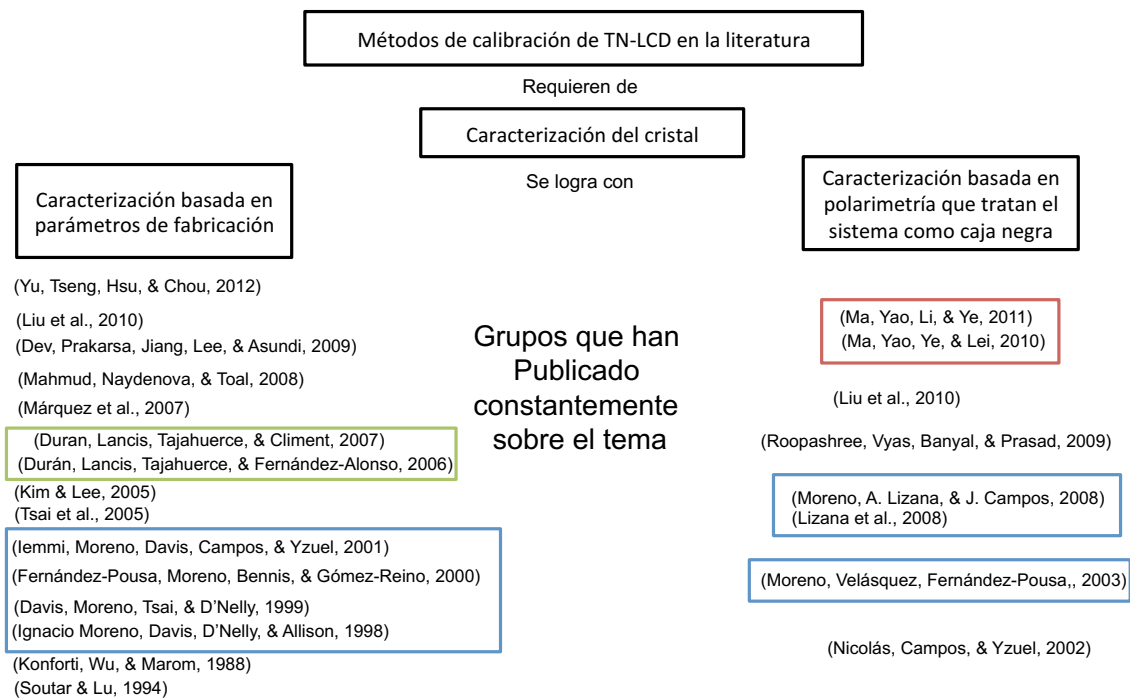 Métodos de calibración de TN-LCD en la literatura
Requieren de
Caracterización del cristal
Se logra con
Caracterización basada en
parámetros de fabricación
(Yu, Tseng, Hsu, & Chou, 2012)
(Liu et al., 2010)
(Dev, Prakarsa, Jiang, Lee, & Asundi, 2009)
(Mahmud, Naydenova, & Toal, 2008)
(Márquez et al., 2007)
(Duran, Lancis, Tajahuerce, & Climent, 2007)
(Durán, Lancis, Tajahuerce, & Fernández-Alonso, 2006)
(Kim & Lee, 2005)
(Tsai et al., 2005)
(Iemmi, Moreno, Davis, Campos, & Yzuel, 2001)
(Fernández-Pousa, Moreno, Bennis, & Gómez-Reino, 2000)
(Davis, Moreno, Tsai, & D’Nelly, 1999)
(Ignacio Moreno, Davis, D’Nelly, & Allison, 1998)
(Konforti, Wu, & Marom, 1988)
(Soutar & Lu, 1994)
Grupos que han
Publicado
constantemente
sobre el tema
Caracterización basada en
polarimetría que tratan el
sistema como caja negra
(Ma, Yao, Li, & Ye, 2011)
(Ma, Yao, Ye, & Lei, 2010)
(Liu et al., 2010)
(Roopashree, Vyas, Banyal, & Prasad, 2009)
(Moreno, A. Lizana, & J. Campos, 2008)
(Lizana et al., 2008)
(Moreno, Velásquez, Fernández-Pousa,, 2003)
(Nicolás, Campos, & Yzuel, 2002)